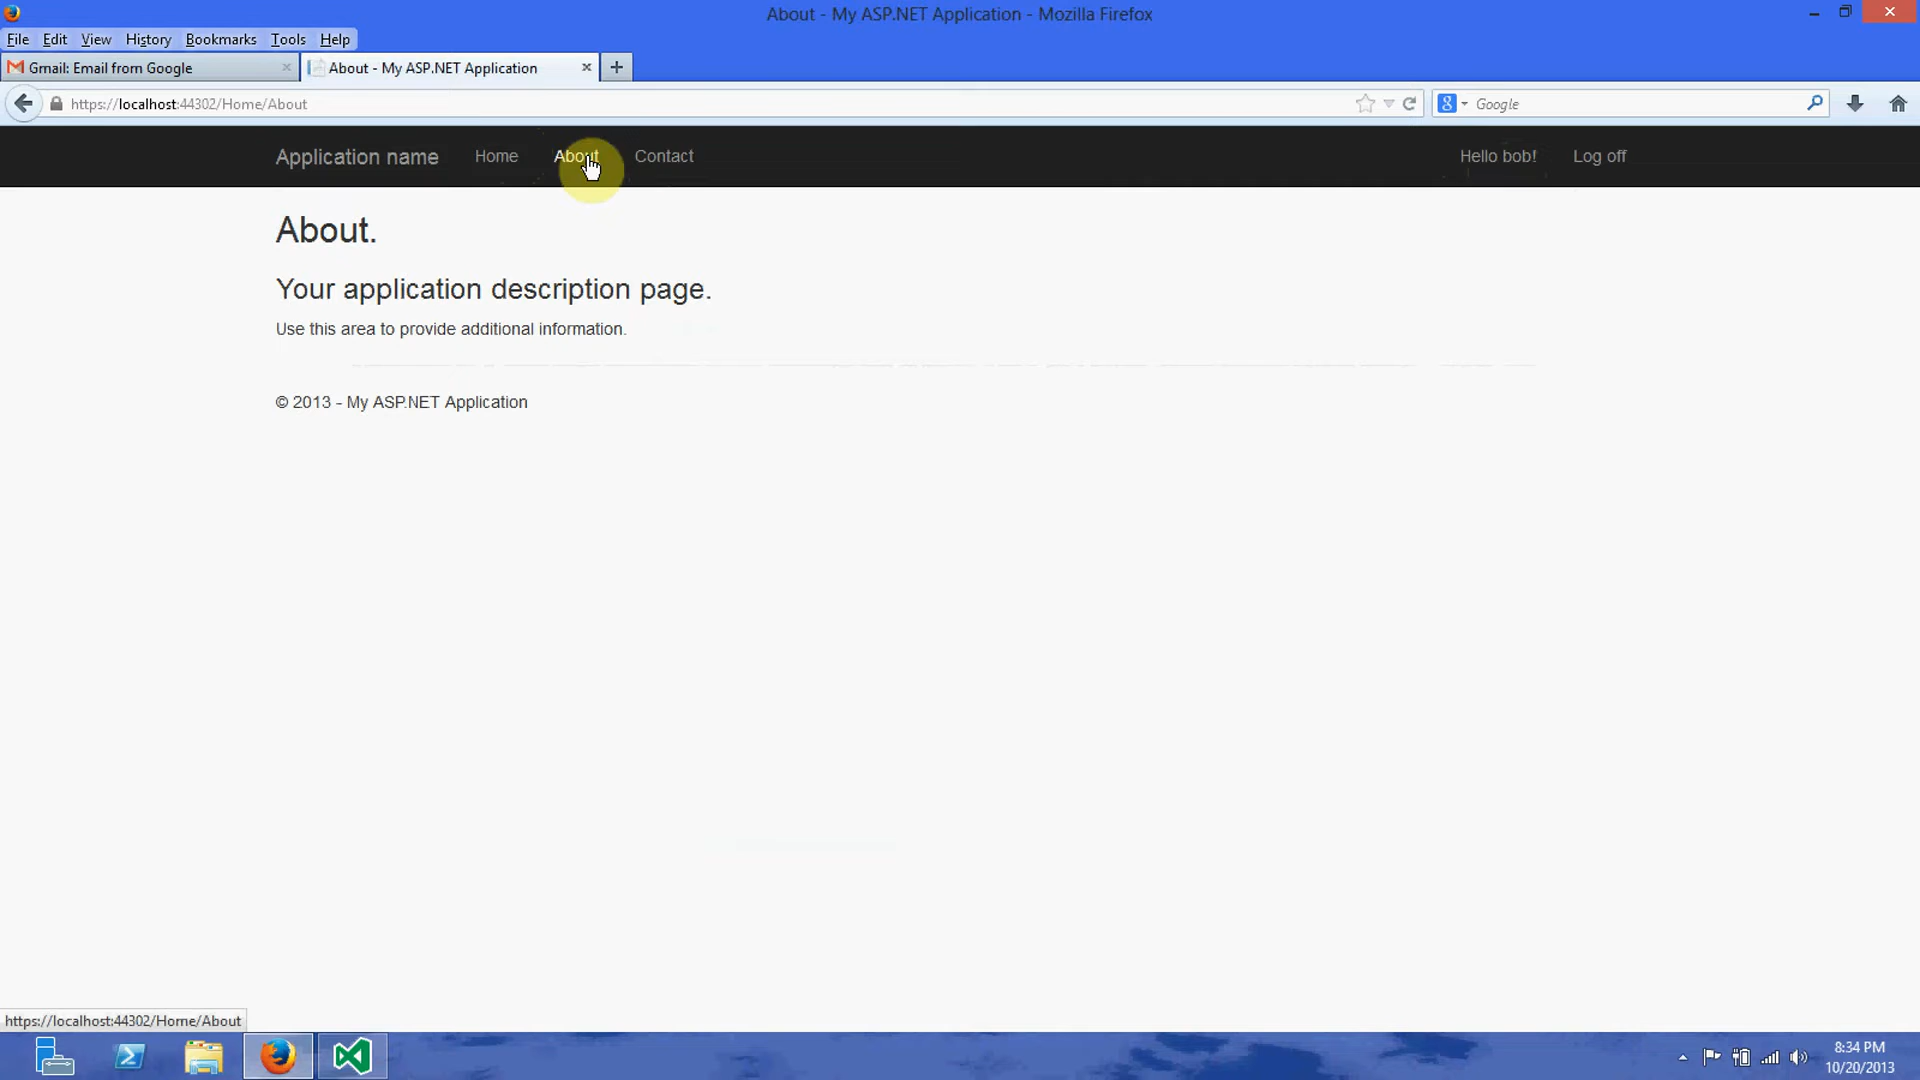 About - My ASP.NET Application - Mozilla Firefox
File Edit View History Bookmarks Tools Help
Gmail: Email from Google
About - My ASP.NET Application
https://localhost:44302/Home/About
Google
Application name Home About Contact Hello bob! Log off
About.
Your application description page.
Use this area to provide additional information.
© 2013 - My ASP.NET Application
https://localhost:44302/Home/About
8:34 PM
10/20/2013